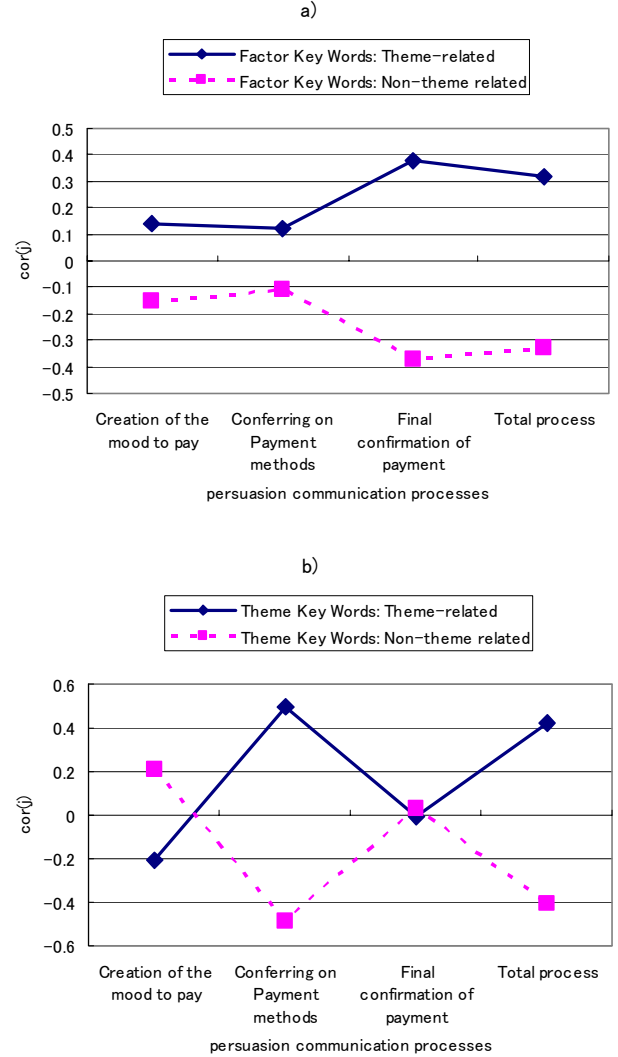 a)
Factor Key Words: Theme-related
Factor Key Words: Non-theme related
0.5
0.4
0.3
0.2
0.1
0
-0.1
-0.2
-0.3
-0.4
-0.5
cor(j)
Creation of the mood to pay
Conferring on Payment methods
Final confirmation of payment
Total process
persuasion communication processes
b)
Theme Key Words: Theme-related
Theme Key Words: Non-theme related
0.6
0.4
0.2
0
-0.2
-0.4
-0.6
cor(j)
Creation of the mood to pay
Conferring on Payment methods
Final confirmation of payment
Total process
persuasion communication processes